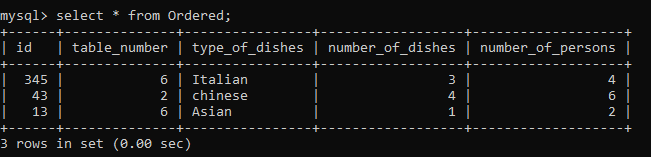 mysql> select * from Ordered;
+------+--------------+----------------+------------------+-------------------+
| id | table_number | type_of_dishes | number_of_dishes | number_of_persons |
+------+--------------+----------------+------------------+-------------------+
| 345 | 6 | Italian | 3 | 4 |
| 43 | 2 | chinese | 4 | 6 |
| 13 | 6 | Asian | 1 | 2 |
+------+--------------+----------------+------------------+-------------------+
3 rows in set (0.00 sec)